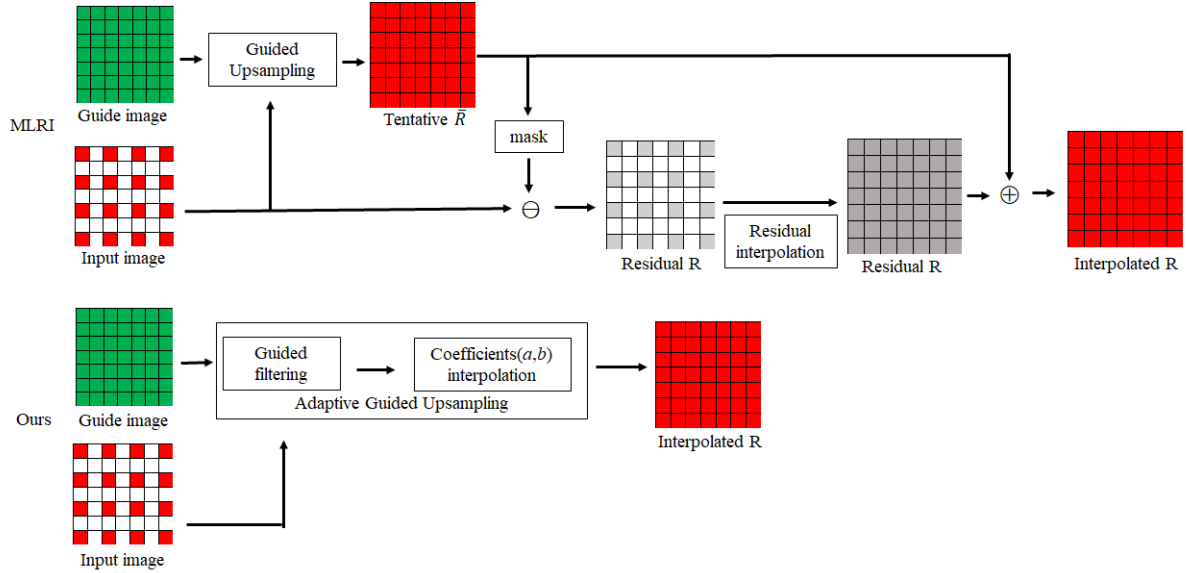 MLRI
Guide image
Guided
Upsampling
Tentative R̅
mask
Input image
Residual R
Residual
interpolation
Residual R
Interpolated R
Ours
Guide image
Guided
filtering
Coefficients(a,b)
interpolation
Adaptive Guided Upsampling
Interpolated R
Input image